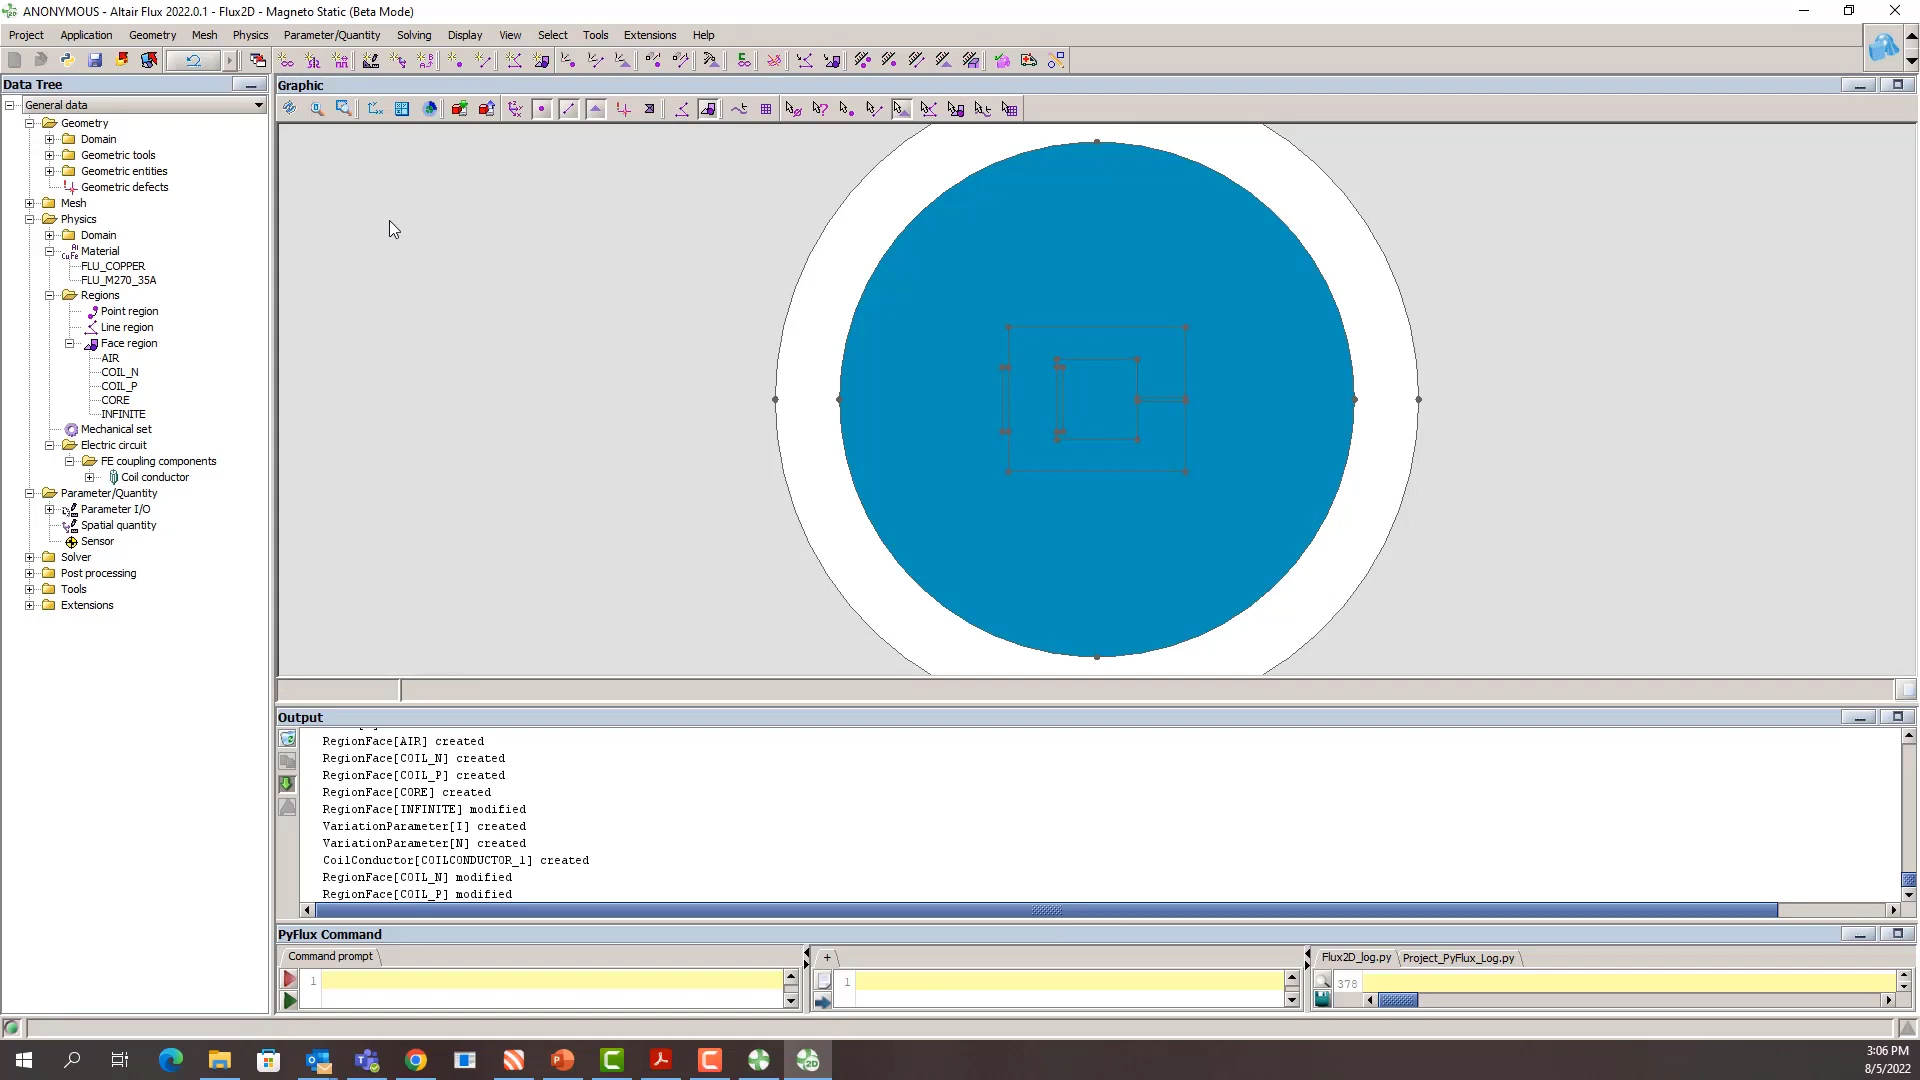 ANONYMOUS - Altair Flux 2022.0.1 - Flux2D - Magneto Static (Beta Mode)
Project Application Geometry Mesh Physics Parameter/Quantity Solving Display View Select Tools Extensions Help
Data Tree
General data
Geometry
Domain
Geometric tools
Geometric entities
Geometric defects
Mesh
Physics
Domain
Material
FLU_COPPER
FLU_M270_35A
Regions
Point region
Line region
Face region
AIR
COIL_N
COIL_P
CORE
INFINITE
Mechanical set
Electric circuit
FE coupling components
Coil conductor
Parameter/Quantity
Parameter I/O
Spatial quantity
Sensor
Solver
Post processing
Tools
Extensions
Graphic
Output
RegionFace[AIR] created
RegionFace[COIL_N] created
RegionFace[COIL_P] created
RegionFace[CORE] created
RegionFace[INFINITE] modified
VariationParameter[I] created
VariationParameter[N] created
CoilConductor[COILCONDUCTOR_1] created
RegionFace[COIL_N] modified
RegionFace[COIL_P] modified
PyFlux Command
Command prompt
1
+
1
Flux2D_log.py Project_PyFlux_Log.py
378
3:06 PM
8/5/2022